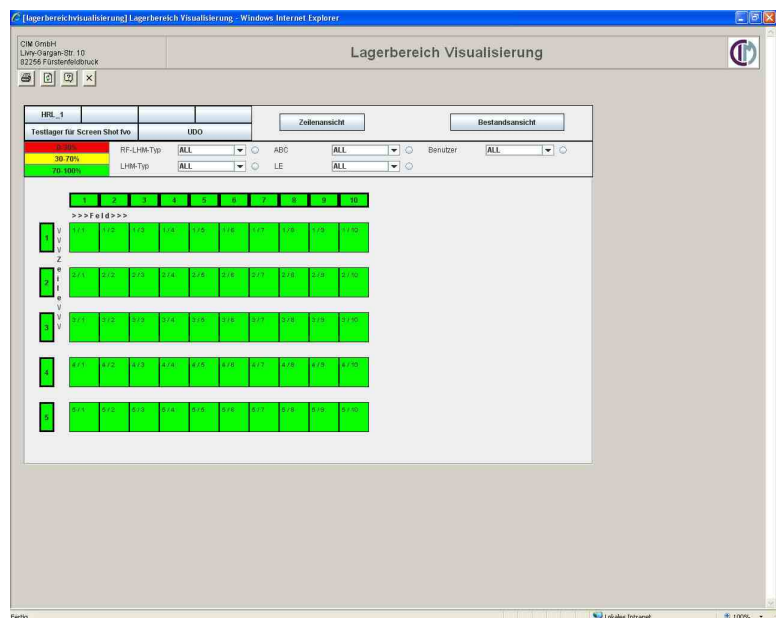 [lagerbereichvisualisierung] Lagerbereich Visualisierung - Windows Internet Explorer
CIM GmbH
Livry-Gargan-Str. 10
82256 Fürstenfeldbruck
Lagerbereich Visualisierung
HRL_1
Testlager für Screen Shot fvo UDO
Zeilenansicht Bestandsansicht
0-30%
30-70%
70-100%
RF-LHM-Typ ALL ABC ALL Benutzer ALL
LHM-Typ ALL LE ALL
1 2 3 4 5 6 7 8 9 10
>>>Feld>>>
VVVZeileVVV
1 1/1 1/2 1/3 1/4 1/5 1/6 1/7 1/8 1/9 1/10
2 2/1 2/2 2/3 2/4 2/5 2/6 2/7 2/8 2/9 2/10
3 3/1 3/2 3/3 3/4 3/5 3/6 3/7 3/8 3/9 3/10
4 4/1 4/2 4/3 4/4 4/5 4/6 4/7 4/8 4/9 4/10
5 5/1 5/2 5/3 5/4 5/5 5/6 5/7 5/8 5/9 5/10
Fertig Lokales Intranet 100%